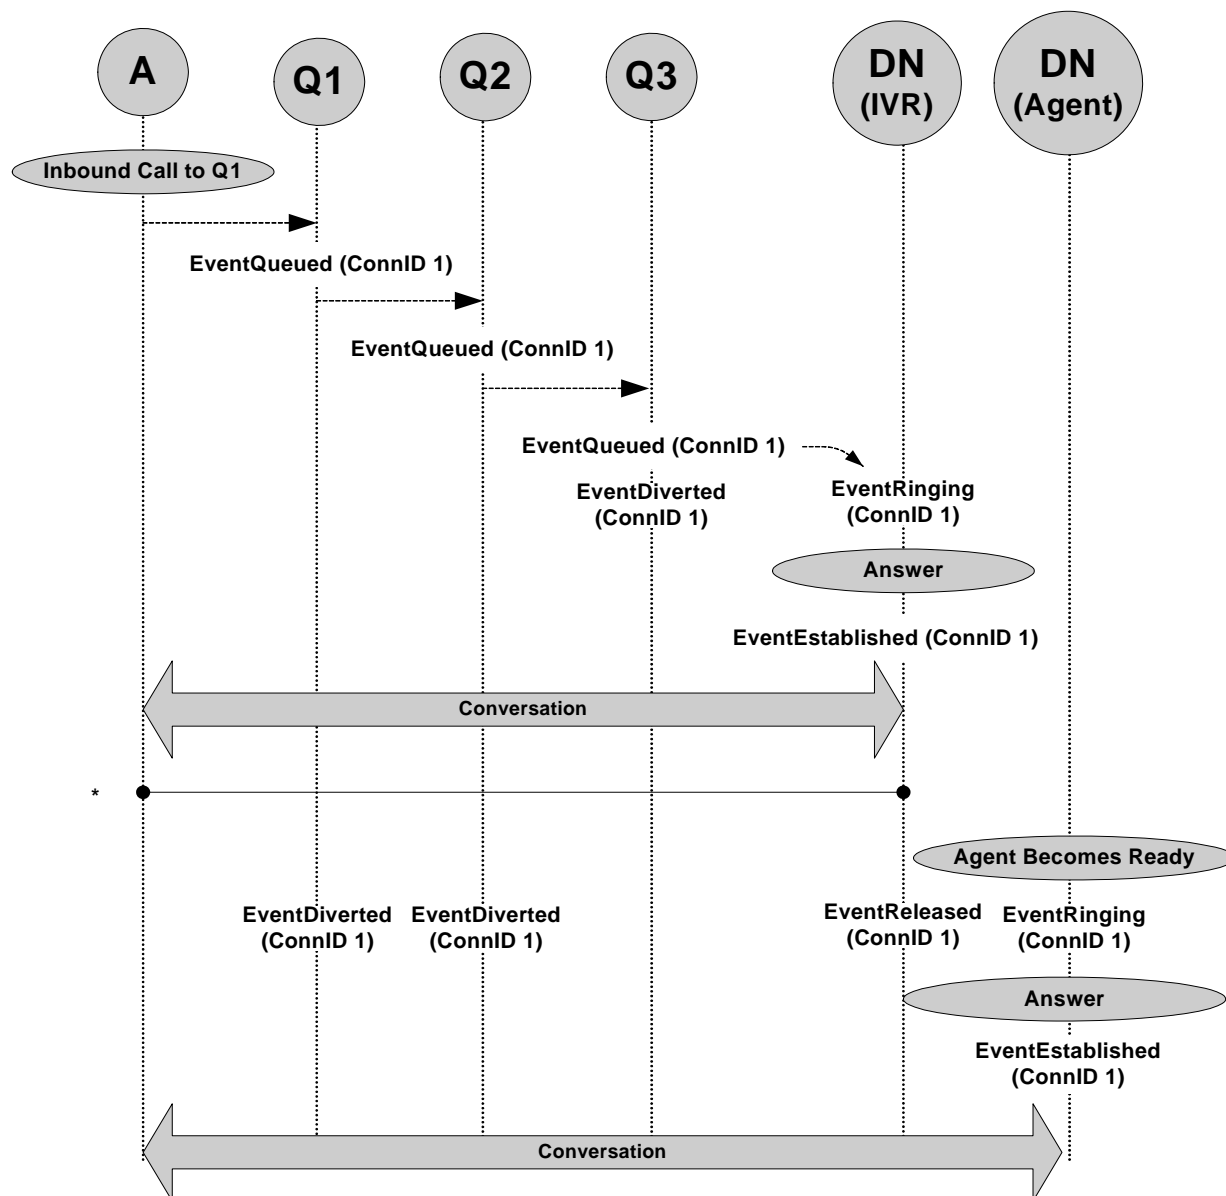 A
Q1
Q2
Q3
DN
(IVR)
DN
(Agent)
Inbound Call to Q1
EventQueued (ConnID 1)
EventQueued (ConnID 1)
EventQueued (ConnID 1)
EventDiverted
(ConnID 1)
EventRinging
(ConnID 1)
Answer
EventEstablished (ConnID 1)
Conversation
*
Agent Becomes Ready
EventDiverted
(ConnID 1)
EventDiverted
(ConnID 1)
EventReleased
(ConnID 1)
EventRinging
(ConnID 1)
Answer
EventEstablished
(ConnID 1)
Conversation